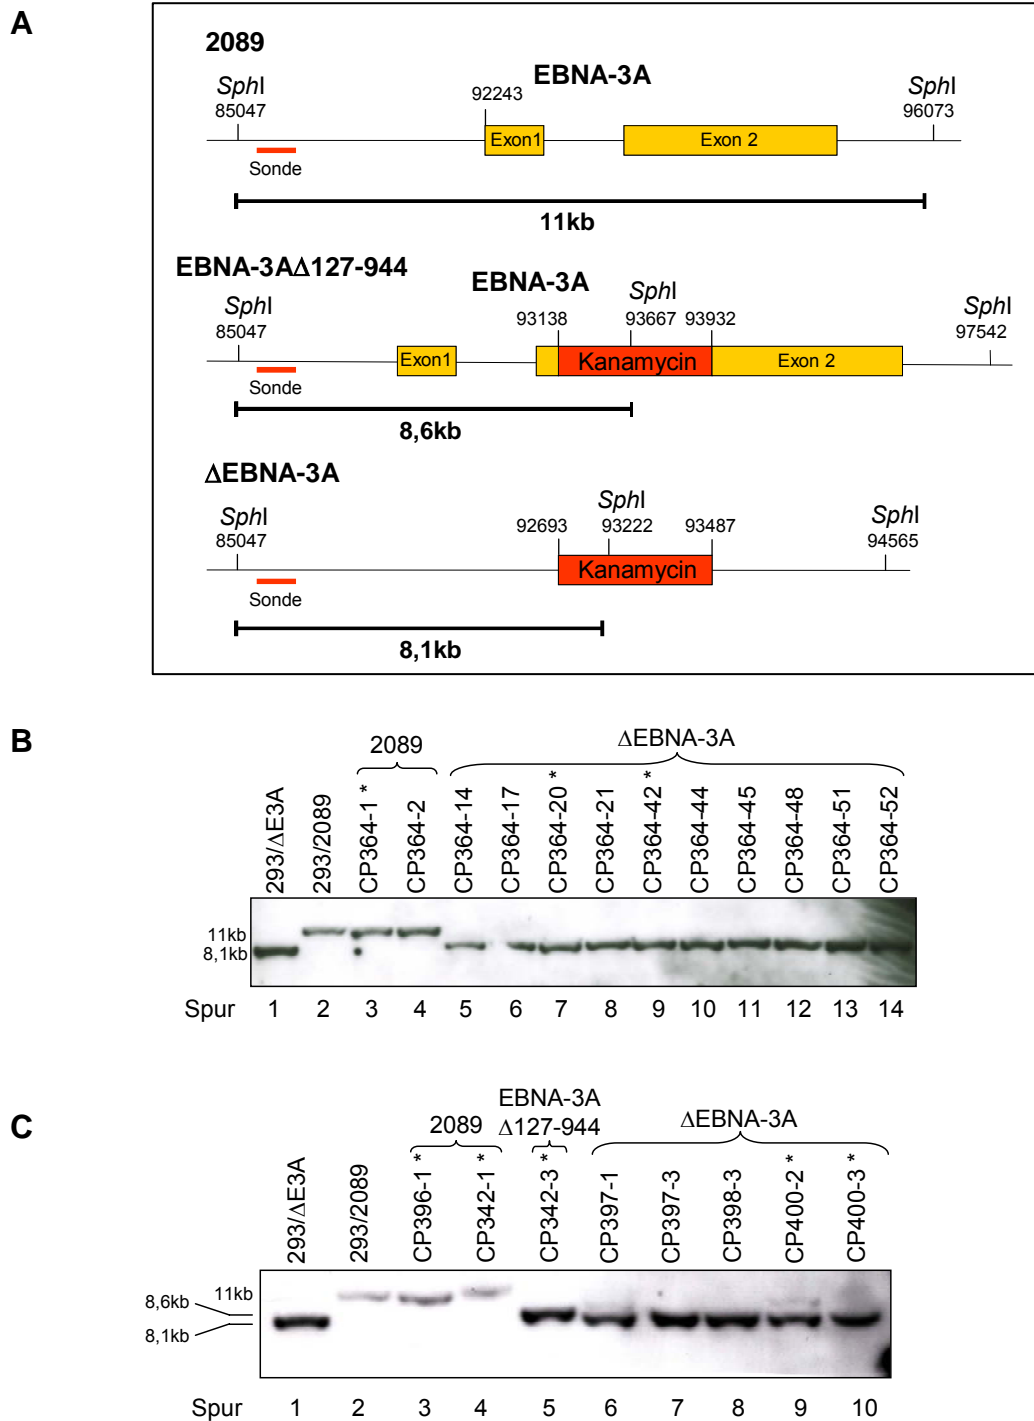 A
2089
EBNA-3A
SphI
92243
SphI
85047
96073
Exon1
Exon 2
Sonde
11kb
EBNA-3AΔ127-944
EBNA-3A
SphI
SphI
SphI
85047
93138
93667
93932
97542
Exon1
Kanamycin
Exon 2
Sonde
8,6kb
ΔEBNA-3A
SphI
SphI
SphI
85047
92693
93222
93487
94565
Kanamycin
Sonde
8,1kb
B
2089
ΔEBNA-3A
293/ΔE3A
293/2089
CP364-1 *
CP364-2
CP364-14
CP364-17
CP364-20 *
CP364-21
CP364-42 *
CP364-44
CP364-45
CP364-48
CP364-51
CP364-52
11kb
8,1kb
Spur 1 2 3 4 5 6 7 8 9 10 11 12 13 14
C
2089
EBNA-3A
Δ127-944
ΔEBNA-3A
293/ΔE3A
293/2089
CP396-1 *
CP342-1 *
CP342-3 *
CP397-1
CP397-3
CP398-3
CP400-2 *
CP400-3 *
11kb
8,6kb
8,1kb
Spur 1 2 3 4 5 6 7 8 9 10